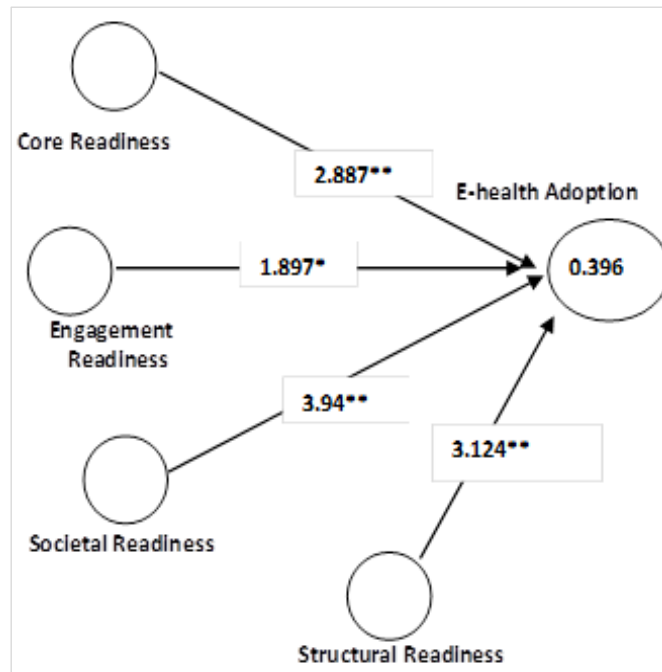 Core Readiness
2.887**
E-health Adoption
0.396
1.897*
Engagement
Readiness
3.94**
3.124**
Societal Readiness
Structural Readiness